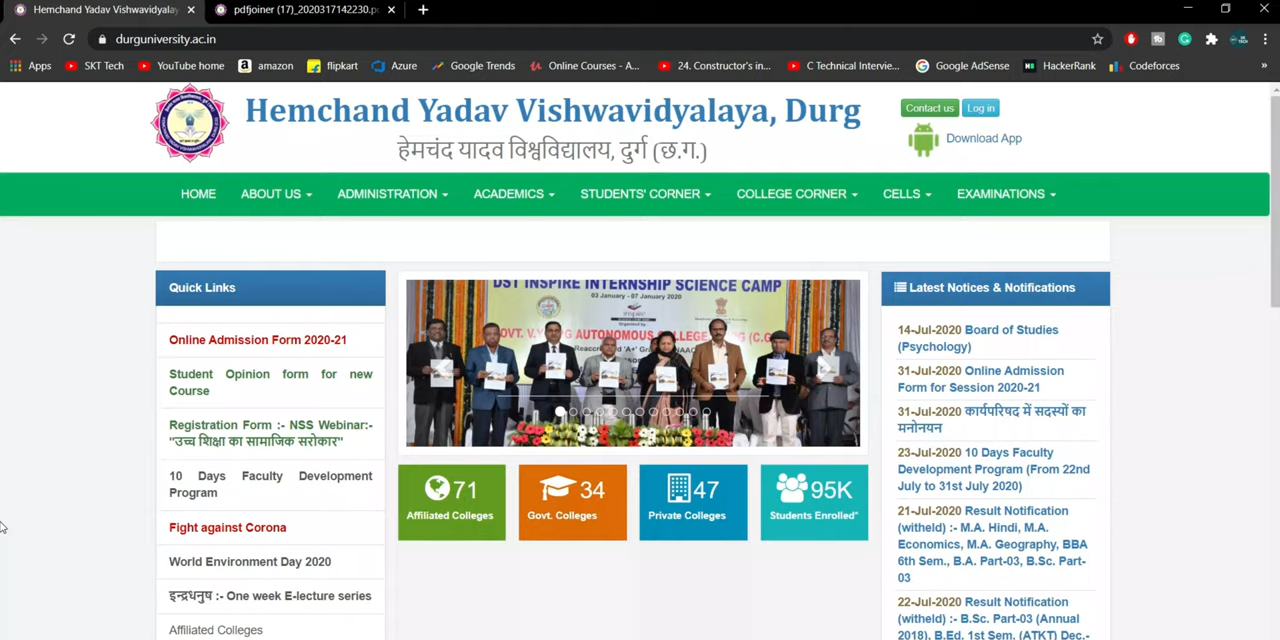 Hemchand Yadav Vishwavidyala
pdfjoiner (17)_2020317142230.p
durguniversity.ac.in
Apps
SKT Tech
YouTube home
amazon
flipkart
Azure
Google Trends
Online Courses - A...
24. Constructor's in...
C Technical Intervie...
Google AdSense
HackerRank
Codeforces
»
Hemchand Yadav Vishwavidyalaya, Durg
हेमचंद यादव विश्वविद्यालय, दुर्ग (छ.ग.)
Contact us
Log in
Download App
HOME
ABOUT US
ADMINISTRATION
ACADEMICS
STUDENTS' CORNER
COLLEGE CORNER
CELLS
EXAMINATIONS
Quick Links
Online Admission Form 2020-21
Student Opinion form for new
Course
Registration Form :- NSS Webinar:-
"उच्च शिक्षा का सामाजिक सरोकार"
10 Days Faculty Development
Program
Fight against Corona
World Environment Day 2020
इन्द्रधनुष :- One week E-lecture series
Affiliated Colleges
DST INSPIRE INTERNSHIP SCIENCE CAMP
03 January - 07 January 2020
GOVT. V.Y. AUTONOMOUS COLLEGE (C.G
71
Affiliated Colleges
34
Govt. Colleges
47
Private Colleges
95K
Students Enrolled*
Latest Notices & Notifications
14-Jul-2020 Board of Studies
(Psychology)
31-Jul-2020 Online Admission
Form for Session 2020-21
31-Jul-2020 कार्यपरिषद में सदस्यों का
मनोनयन
23-Jul-2020 10 Days Faculty
Development Program (From 22nd
July to 31st July 2020)
21-Jul-2020 Result Notification
(witheld) :- M.A. Hindi, M.A.
Economics, M.A. Geography, BBA
6th Sem., B.A. Part-03, B.Sc. Part-
03
22-Jul-2020 Result Notification
(witheld) :- B.Sc. Part-03 (Annual
2018), B.Ed. 1st Sem. (ATKT) Dec.-